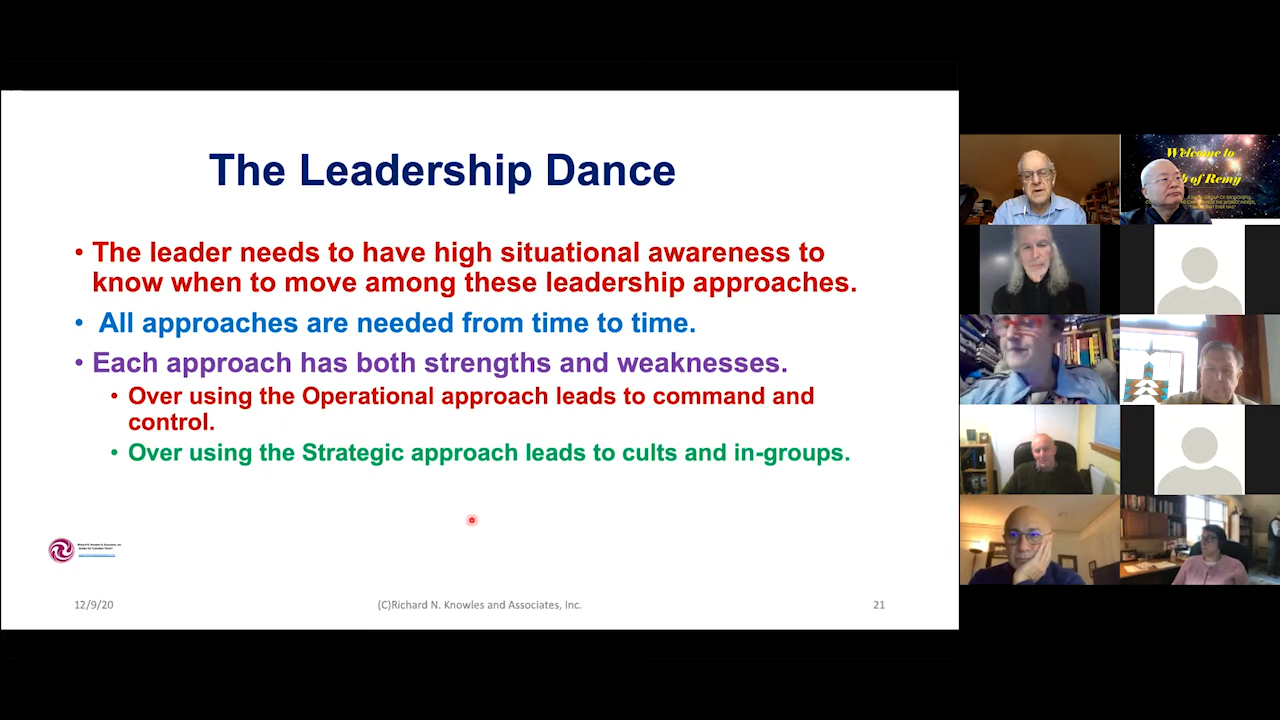 The Leadership Dance
• The leader needs to have high situational awareness to
know when to move among these leadership approaches.
• All approaches are needed from time to time.
• Each approach has both strengths and weaknesses.
• Over using the Operational approach leads to command and
control.
• Over using the Strategic approach leads to cults and in-groups.
12/9/20
(C)Richard N. Knowles and Associates, Inc.
21
Welcome to
of Remy